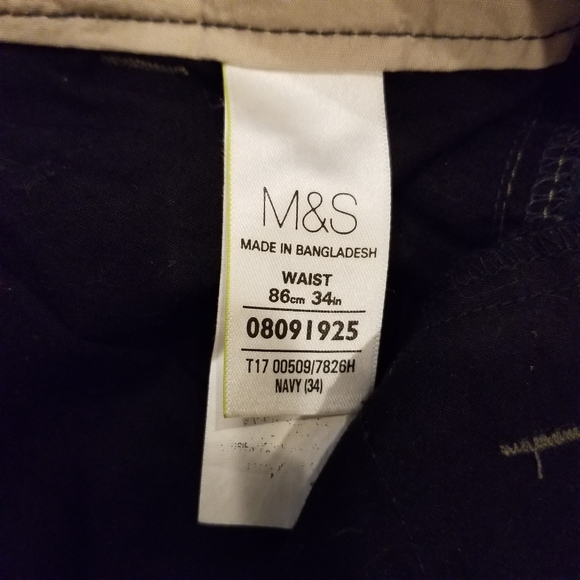 M&S
MADE IN BANGLADESH
WAIST
86cm 34in
08091925
T17 00509/7826H
NAVY (34)